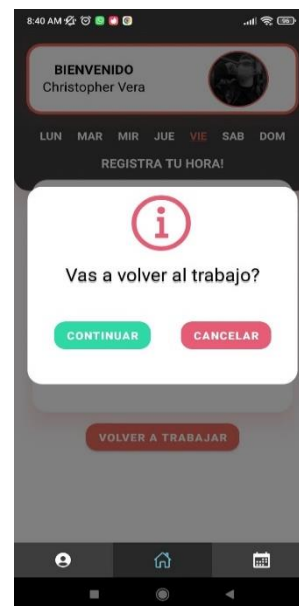 8:40 AM 96
BIENVENIDO
Christopher Vera
LUN MAR MIR JUE VIE SAB DOM
REGISTRA TU HORA!
Vas a volver al trabajo?
CONTINUAR CANCELAR
VOLVER A TRABAJAR